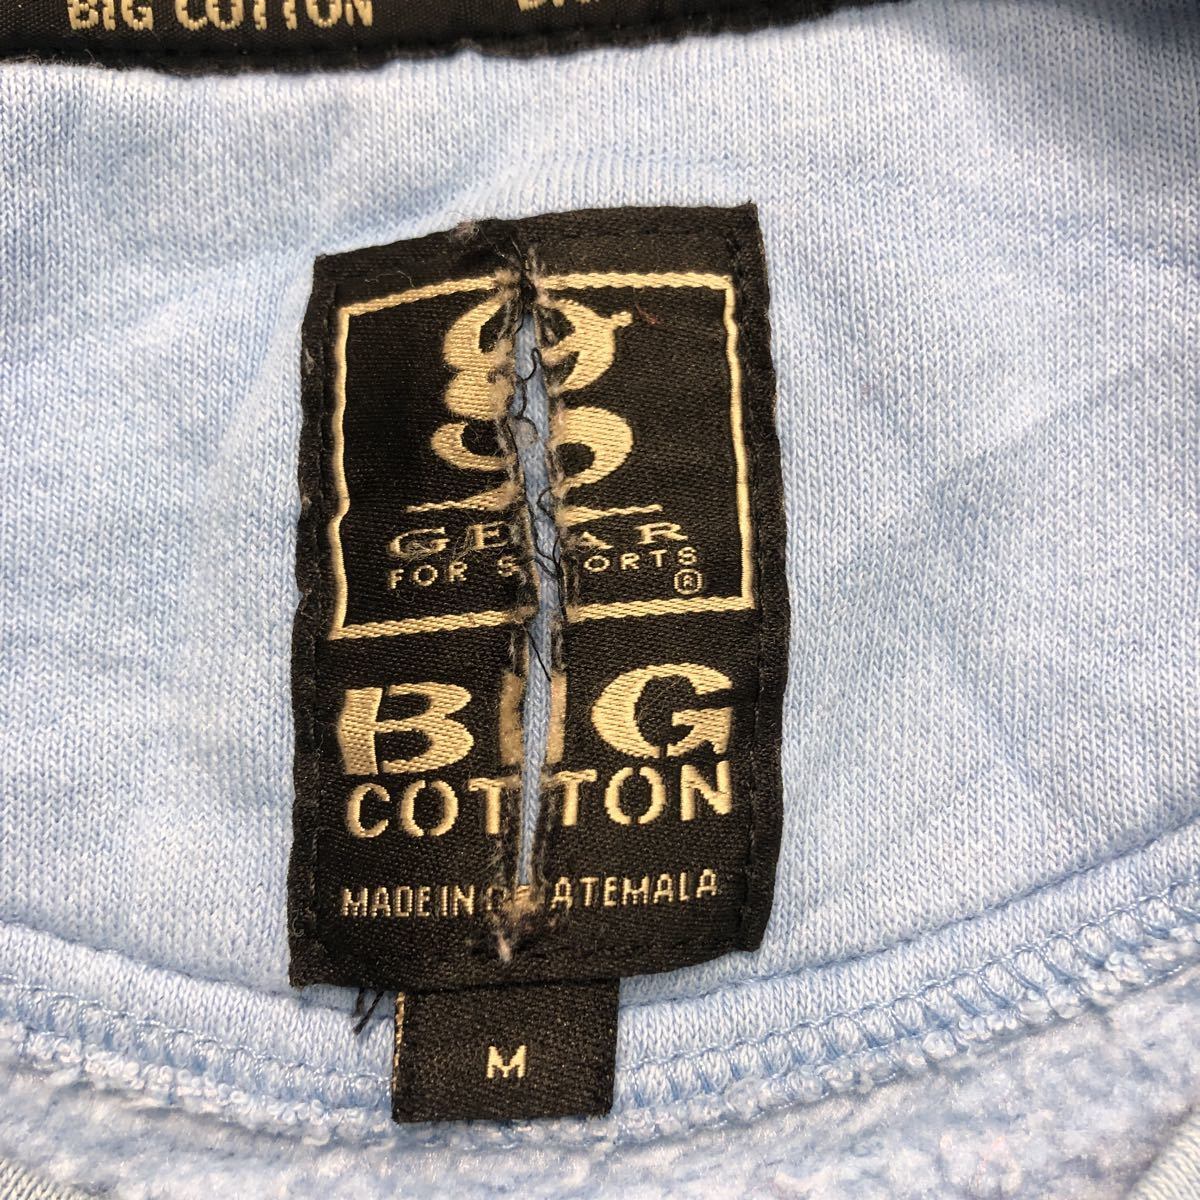 BIG COTTON
g
GEAR
FOR SPORTS
®
BIG
COTTON
MADE IN GUATEMALA
M